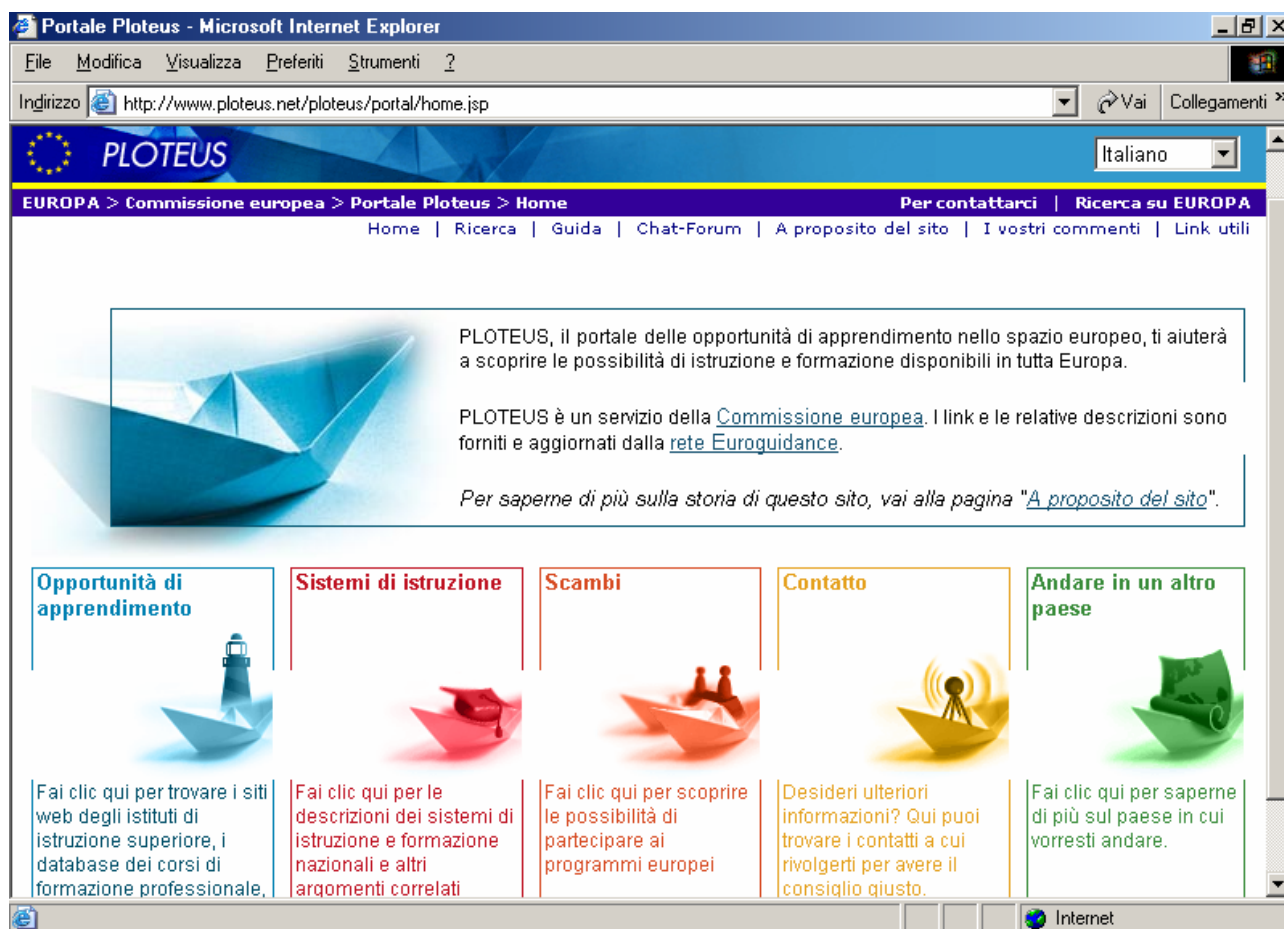 Portale Ploteus - Microsoft Internet Explorer
File Modifica Visualizza Preferiti Strumenti ?
Indirizzo http://www.ploteus.net/ploteus/portal/home.jsp Vai Collegamenti »
PLOTEUS Italiano
EUROPA > Commissione europea > Portale Ploteus > Home Per contattarci | Ricerca su EUROPA
Home | Ricerca | Guida | Chat-Forum | A proposito del sito | I vostri commenti | Link utili
PLOTEUS, il portale delle opportunità di apprendimento nello spazio europeo, ti aiuterà
a scoprire le possibilità di istruzione e formazione disponibili in tutta Europa.
PLOTEUS è un servizio della Commissione europea. I link e le relative descrizioni sono
forniti e aggiornati dalla rete Euroguidance.
Per saperne di più sulla storia di questo sito, vai alla pagina "A proposito del sito".
Opportunità di
apprendimento
Fai clic qui per trovare i siti
web degli istituti di
istruzione superiore, i
database dei corsi di
formazione professionale,
Sistemi di istruzione
Fai clic qui per le
descrizioni dei sistemi di
istruzione e formazione
nazionali e altri
argomenti correlati
Scambi
Fai clic qui per scoprire
le possibilità di
partecipare ai
programmi europei
Contatto
Desideri ulteriori
informazioni? Qui puoi
trovare i contatti a cui
rivolgerti per avere il
consiglio giusto.
Andare in un altro
paese
Fai clic qui per saperne
di più sul paese in cui
vorresti andare.
Internet